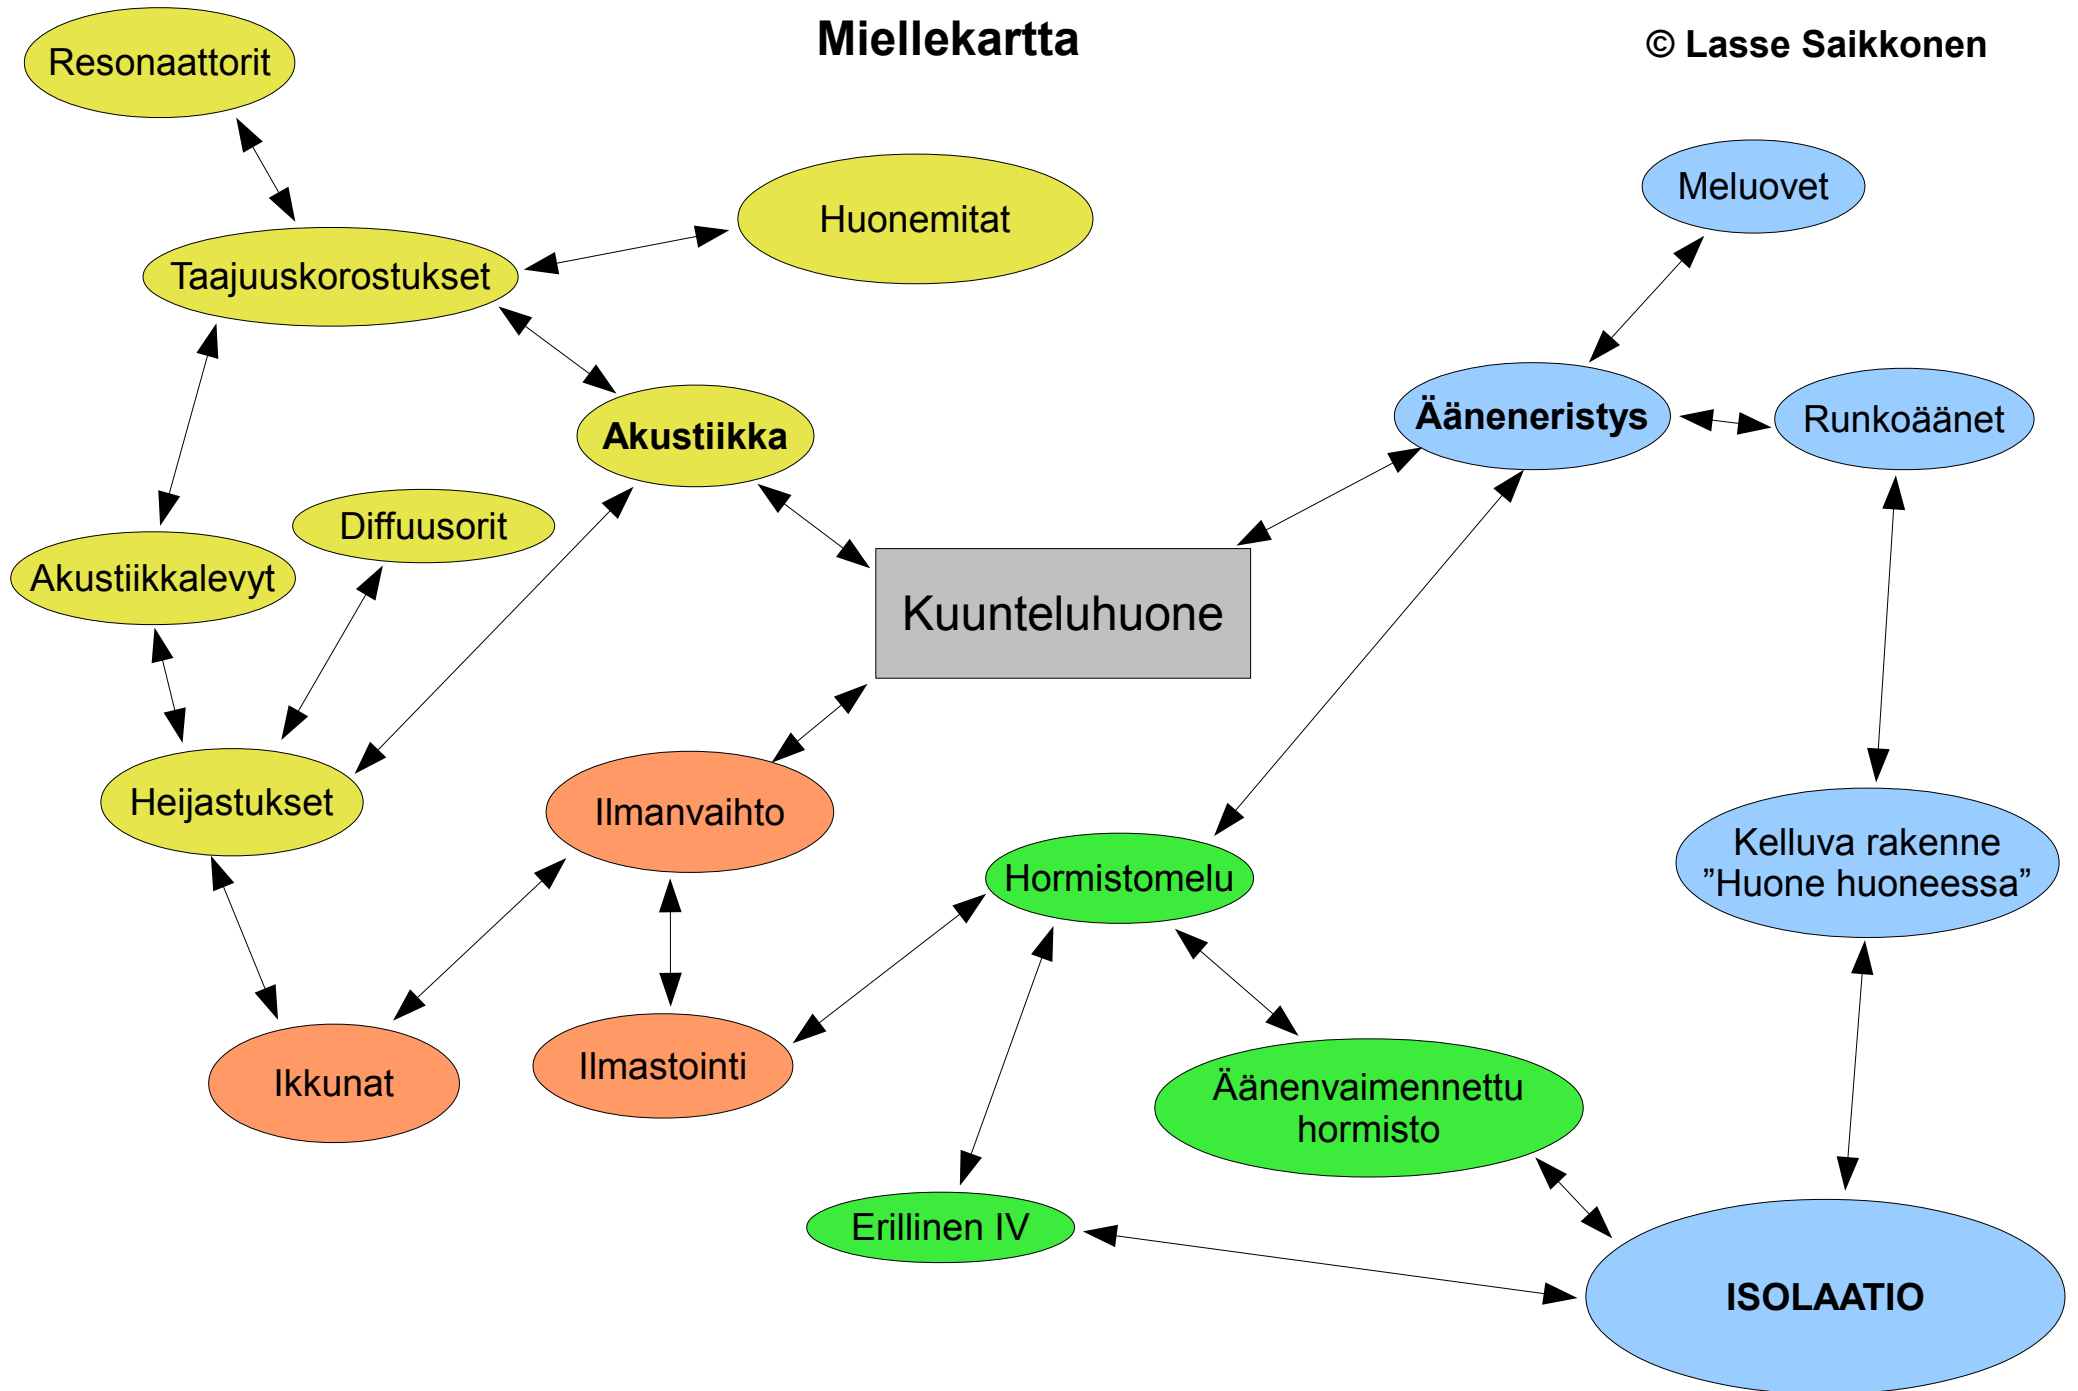 Miellekartta
© Lasse Saikkonen
Resonaattorit
Huonemitat
Meluovet
Taajuuskorostukset
Akustiikka
Ääneneristys
Runkoäänet
Diffuusorit
Akustiikkalevyt
Kuunteluhuone
Heijastukset
Ilmanvaihto
Hormistomelu
Kelluva rakenne
”Huone huoneessa”
Ikkunat
Ilmastointi
Äänenvaimennettu
hormisto
Erillinen IV
ISOLAATIO